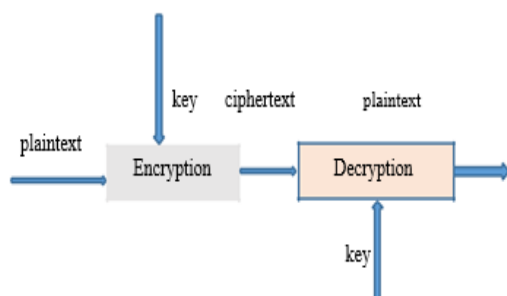 key
ciphertext
plaintext
plaintext
Encryption
Decryption
key